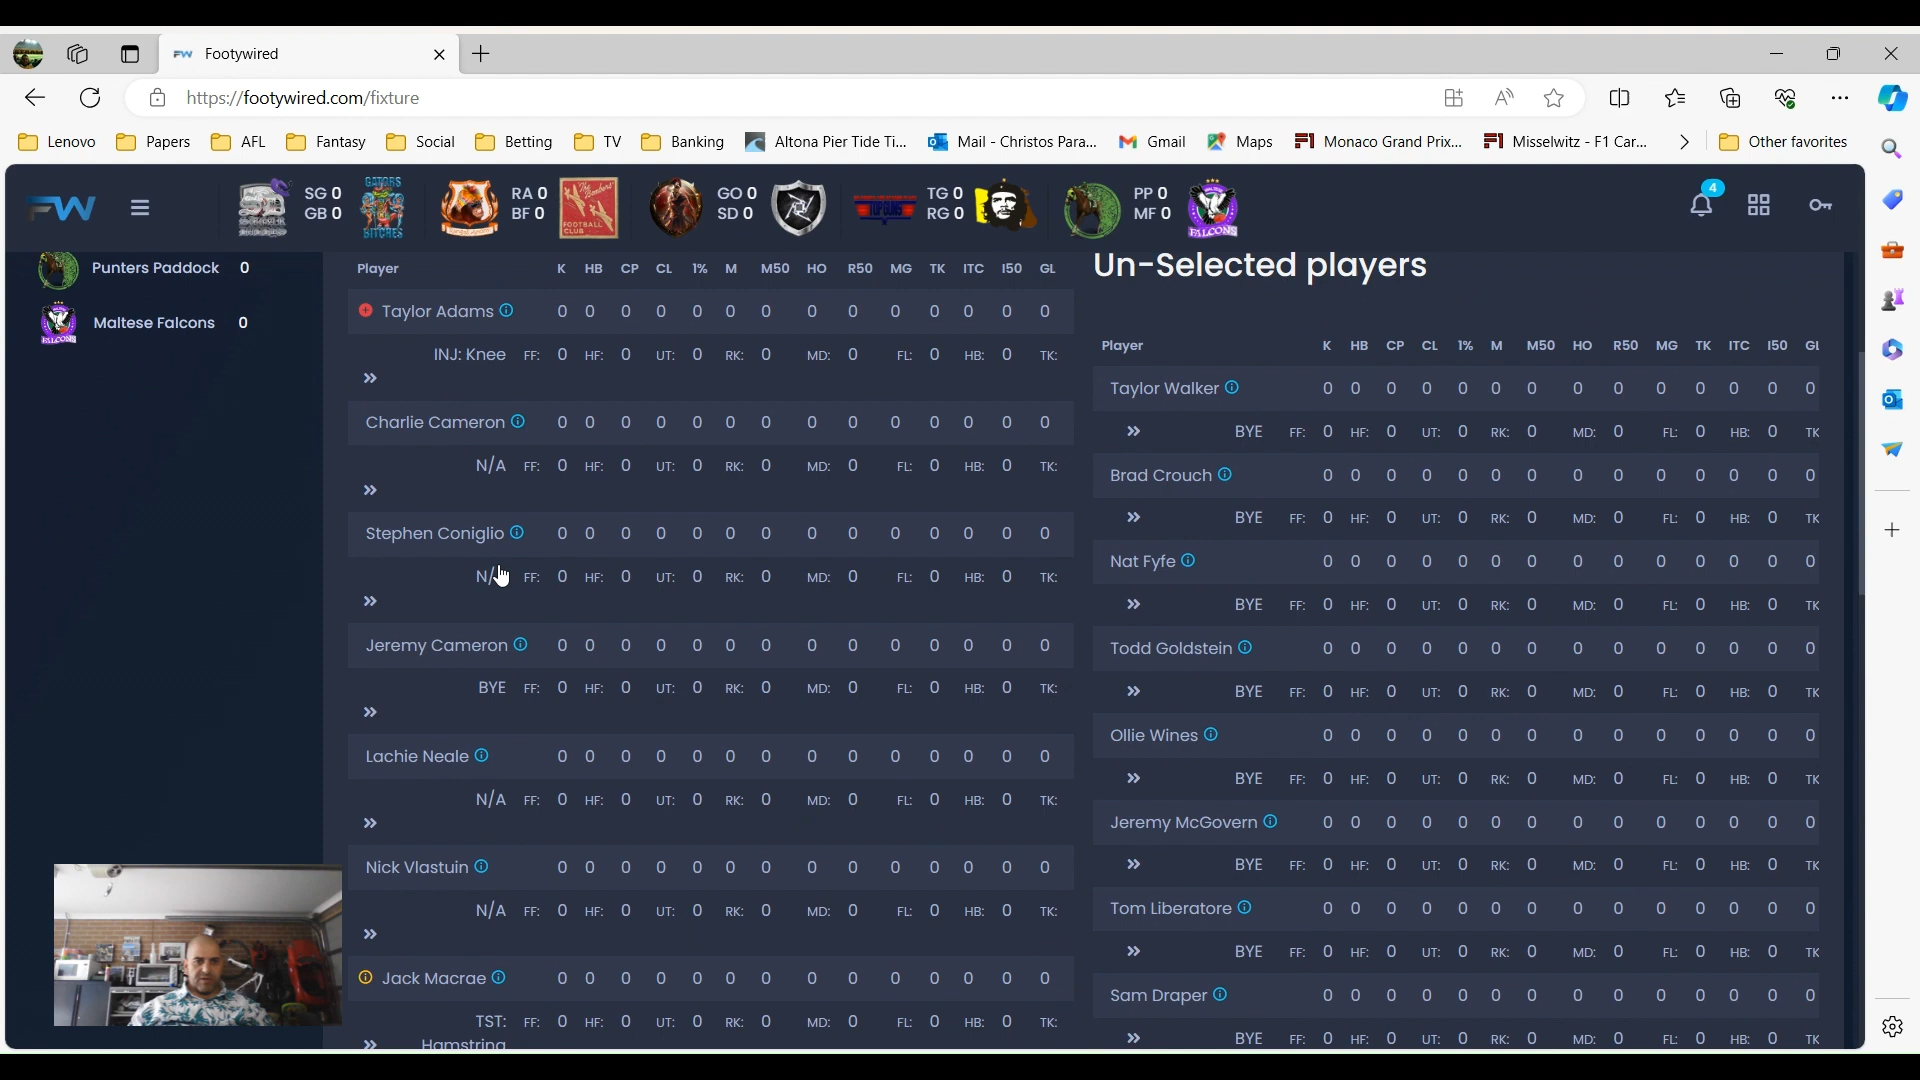 Footywired
https://footywired.com/fixture
Lenovo Papers AFL Fantasy Social Betting TV Banking Altona Pier Tide Ti... Mail - Christos Para... Gmail Maps Monaco Grand Prix... Misselwitz - F1 Car... Other favorites
FW SG 0 GB 0 GATORS BITCHES RA 0 BF 0 The Bombers FOOTBALL CLUB GO 0 SD 0 TOPGUNS TG 0 RG 0 PP 0 MF 0 FALCONS 4
Punters Paddock 0
Maltese Falcons 0
Player K HB CP CL 1% M M50 HO R50 MG TK ITC I50 GL
Taylor Adams 0 0 0 0 0 0 0 0 0 0 0 0 0 0
INJ: Knee FF: 0 HF: 0 UT: 0 RK: 0 MD: 0 FL: 0 HB: 0 TK:
»
Charlie Cameron 0 0 0 0 0 0 0 0 0 0 0 0 0 0
N/A FF: 0 HF: 0 UT: 0 RK: 0 MD: 0 FL: 0 HB: 0 TK:
»
Stephen Coniglio 0 0 0 0 0 0 0 0 0 0 0 0 0 0
N/ FF: 0 HF: 0 UT: 0 RK: 0 MD: 0 FL: 0 HB: 0 TK:
»
Jeremy Cameron 0 0 0 0 0 0 0 0 0 0 0 0 0 0
BYE FF: 0 HF: 0 UT: 0 RK: 0 MD: 0 FL: 0 HB: 0 TK:
»
Lachie Neale 0 0 0 0 0 0 0 0 0 0 0 0 0 0
N/A FF: 0 HF: 0 UT: 0 RK: 0 MD: 0 FL: 0 HB: 0 TK:
»
Nick Vlastuin 0 0 0 0 0 0 0 0 0 0 0 0 0 0
N/A FF: 0 HF: 0 UT: 0 RK: 0 MD: 0 FL: 0 HB: 0 TK:
»
Jack Macrae 0 0 0 0 0 0 0 0 0 0 0 0 0 0
TST: FF: 0 HF: 0 UT: 0 RK: 0 MD: 0 FL: 0 HB: 0 TK:
» Hamstring
Un-Selected players
Player K HB CP CL 1% M M50 HO R50 MG TK ITC I50 GL
Taylor Walker 0 0 0 0 0 0 0 0 0 0 0 0 0 0
» BYE FF: 0 HF: 0 UT: 0 RK: 0 MD: 0 FL: 0 HB: 0 TK
Brad Crouch 0 0 0 0 0 0 0 0 0 0 0 0 0 0
» BYE FF: 0 HF: 0 UT: 0 RK: 0 MD: 0 FL: 0 HB: 0 TK
Nat Fyfe 0 0 0 0 0 0 0 0 0 0 0 0 0 0
» BYE FF: 0 HF: 0 UT: 0 RK: 0 MD: 0 FL: 0 HB: 0 TK
Todd Goldstein 0 0 0 0 0 0 0 0 0 0 0 0 0 0
» BYE FF: 0 HF: 0 UT: 0 RK: 0 MD: 0 FL: 0 HB: 0 TK
Ollie Wines 0 0 0 0 0 0 0 0 0 0 0 0 0 0
» BYE FF: 0 HF: 0 UT: 0 RK: 0 MD: 0 FL: 0 HB: 0 TK
Jeremy McGovern 0 0 0 0 0 0 0 0 0 0 0 0 0 0
» BYE FF: 0 HF: 0 UT: 0 RK: 0 MD: 0 FL: 0 HB: 0 TK
Tom Liberatore 0 0 0 0 0 0 0 0 0 0 0 0 0 0
» BYE FF: 0 HF: 0 UT: 0 RK: 0 MD: 0 FL: 0 HB: 0 TK
Sam Draper 0 0 0 0 0 0 0 0 0 0 0 0 0 0
» BYE FF: 0 HF: 0 UT: 0 RK: 0 MD: 0 FL: 0 HB: 0 TK